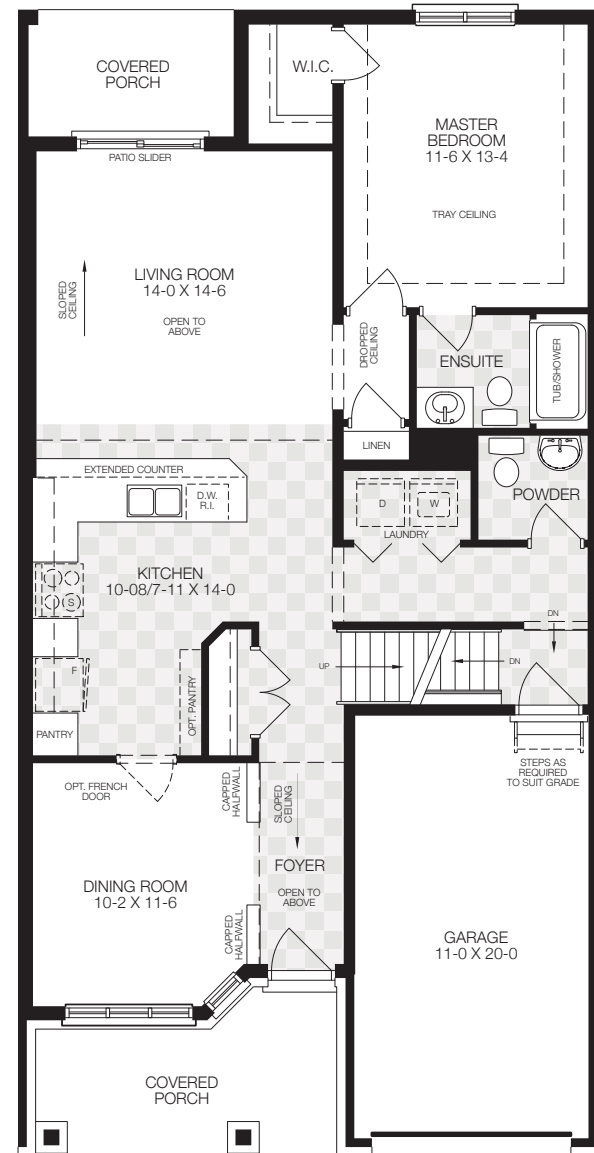 COVERED
PORCH
W.I.C.
MASTER
BEDROOM
11-6 X 13-4
PATIO SLIDER
TRAY CEILING
LIVING ROOM
14-0 X 14-6
SLOPED
CEILING
OPEN TO
ABOVE
DROPPED
CEILING
ENSUITE
TUB/SHOWER
LINEN
EXTENDED COUNTER
D.W.
R.I.
D
W
LAUNDRY
POWDER
KITCHEN
10-08/7-11 X 14-0
S
DN
UP
DN
F
OPT. PANTRY
PANTRY
STEPS AS
REQUIRED
TO SUIT GRADE
OPT. FRENCH
DOOR
CAPPED
HALFWALL
SLOPED
CEILING
FOYER
OPEN TO
ABOVE
DINING ROOM
10-2 X 11-6
CAPPED
HALFWALL
GARAGE
11-0 X 20-0
COVERED
PORCH